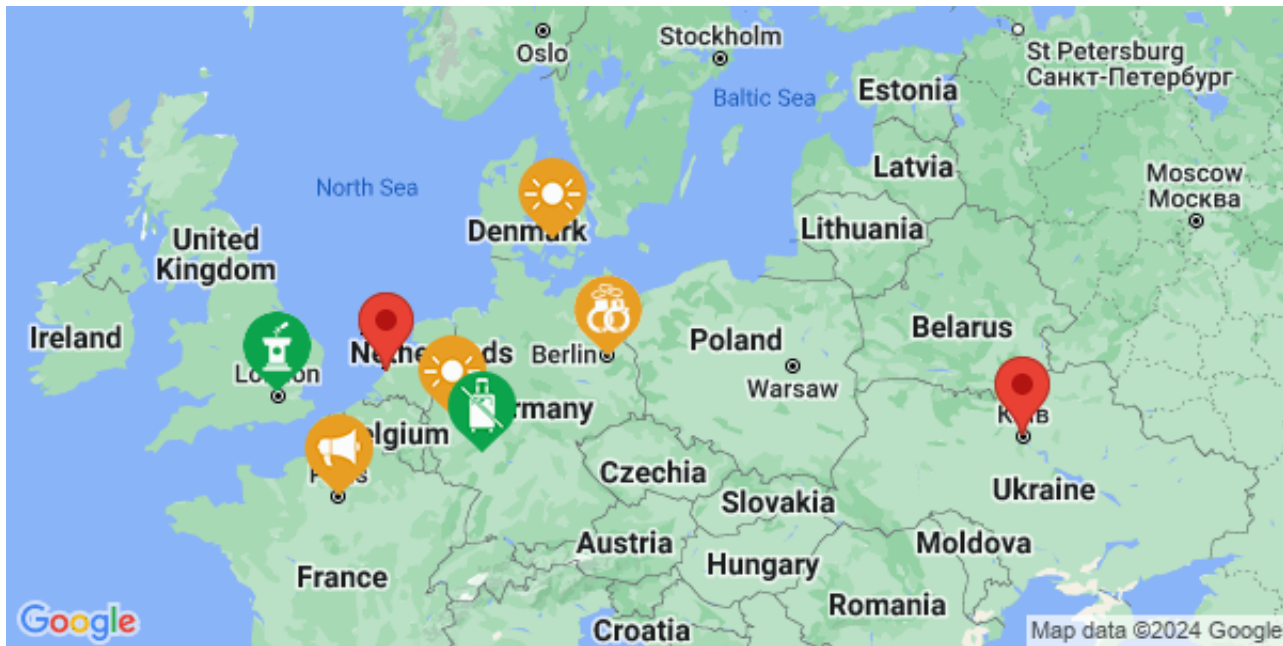 Oslo
Stockholm
St Petersburg
Санкт-Петербург
Baltic Sea
Estonia
Latvia
Moscow
Москва
North Sea
Denmark
Lithuania
United
Kingdom
Ireland
Belarus
Poland
Berlin
Warsaw
Ukraine
Czechia
Slovakia
Austria
Hungary
Moldova
France
Romania
Croatia
Google
Map data ©2024 Google